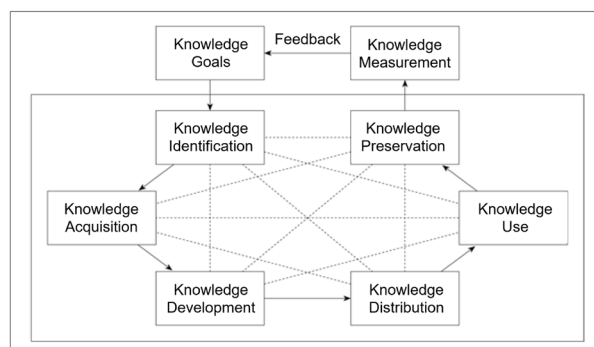 Knowledge
Goals
Feedback
Knowledge
Measurement
Knowledge
Identification
Knowledge
Preservation
Knowledge
Acquisition
Knowledge
Use
Knowledge
Development
Knowledge
Distribution